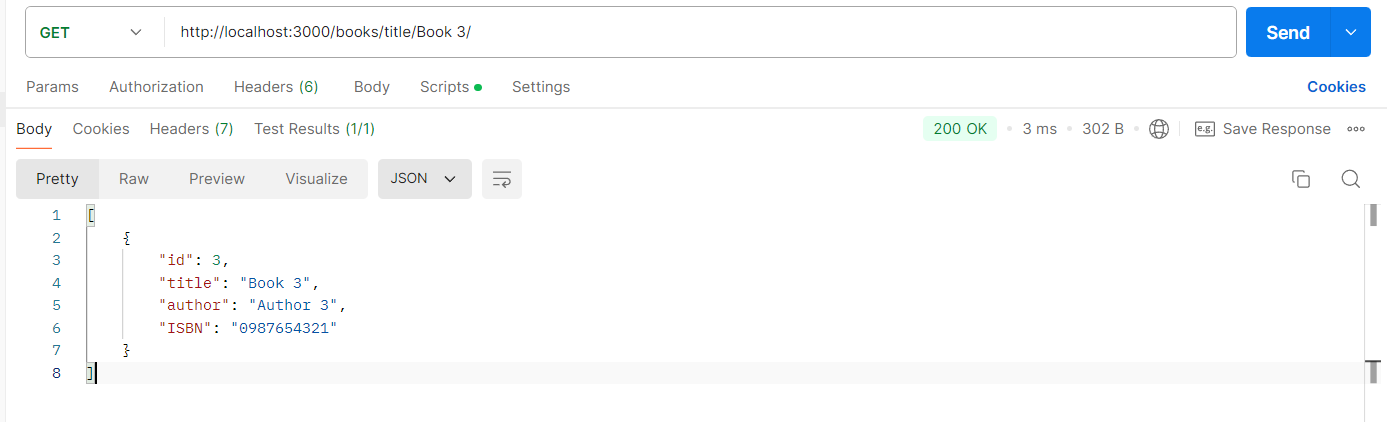 GET http://localhost:3000/books/title/Book 3/ Send
Params Authorization Headers (6) Body Scripts Settings Cookies
Body Cookies Headers (7) Test Results (1/1) 200 OK 3 ms 302 B e.g. Save Response
Pretty Raw Preview Visualize JSON
1 [
2 {
3 "id": 3,
4 "title": "Book 3",
5 "author": "Author 3",
6 "ISBN": "0987654321"
7 }
8 ]